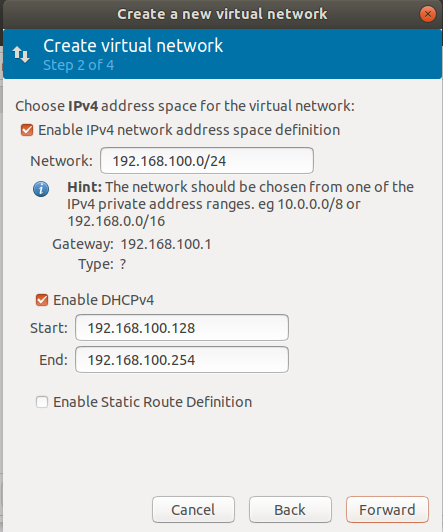 Create a new virtual network
Create virtual network
Step 2 of 4
Choose IPv4 address space for the virtual network:
Enable IPv4 network address space definition
Network: 192.168.100.0/24
Hint: The network should be chosen from one of the
IPv4 private address ranges. eg 10.0.0.0/8 or
192.168.0.0/16
Gateway: 192.168.100.1
Type: ?
Enable DHCPv4
Start: 192.168.100.128
End: 192.168.100.254
Enable Static Route Definition
Cancel Back Forward